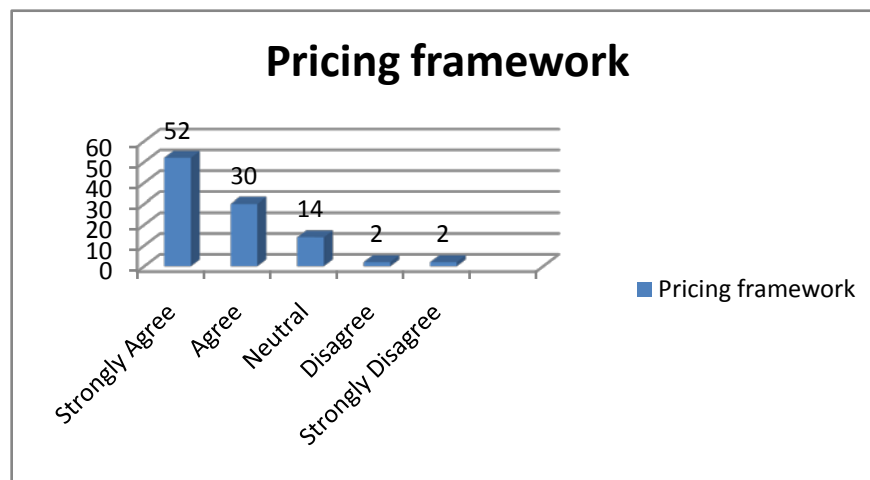 Pricing framework
52
30
14
2
2
60
50
40
30
20
10
0
Strongly Agree
Agree
Neutral
Disagree
Strongly Disagree
Pricing framework